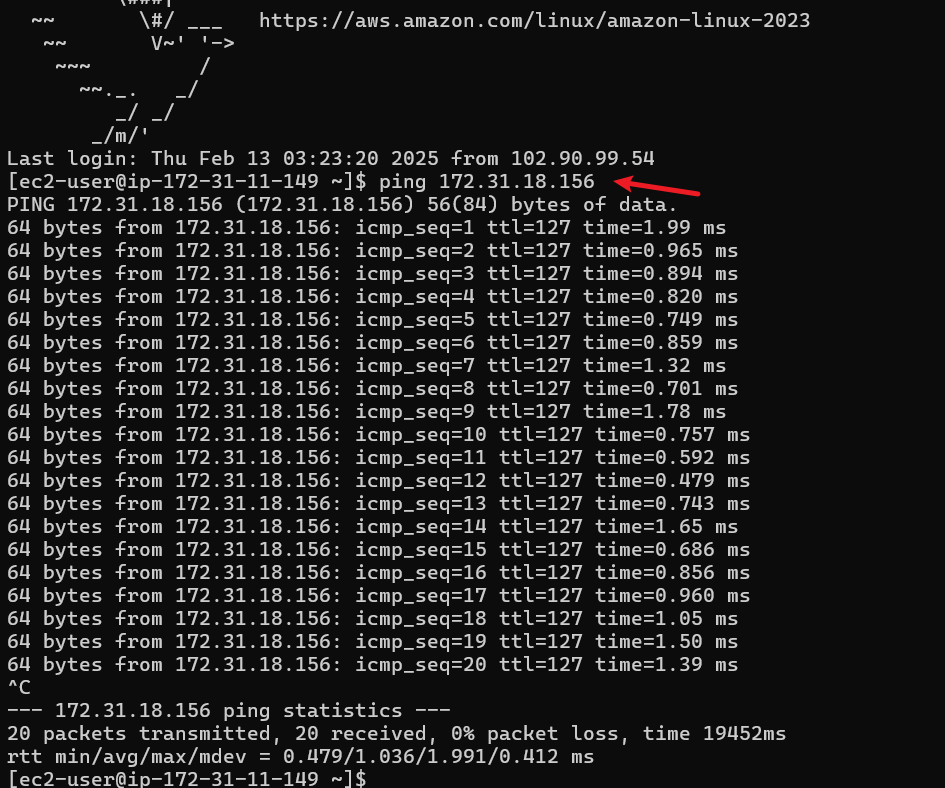 \###|
~~ \#/ ___ https://aws.amazon.com/linux/amazon-linux-2023
~~ V~' '->
~~~ /
~~._. _/
_/ _/
_/m/'
Last login: Thu Feb 13 03:23:20 2025 from 102.90.99.54
[ec2-user@ip-172-31-11-149 ~]$ ping 172.31.18.156
PING 172.31.18.156 (172.31.18.156) 56(84) bytes of data.
64 bytes from 172.31.18.156: icmp_seq=1 ttl=127 time=1.99 ms
64 bytes from 172.31.18.156: icmp_seq=2 ttl=127 time=0.965 ms
64 bytes from 172.31.18.156: icmp_seq=3 ttl=127 time=0.894 ms
64 bytes from 172.31.18.156: icmp_seq=4 ttl=127 time=0.820 ms
64 bytes from 172.31.18.156: icmp_seq=5 ttl=127 time=0.749 ms
64 bytes from 172.31.18.156: icmp_seq=6 ttl=127 time=0.859 ms
64 bytes from 172.31.18.156: icmp_seq=7 ttl=127 time=1.32 ms
64 bytes from 172.31.18.156: icmp_seq=8 ttl=127 time=0.701 ms
64 bytes from 172.31.18.156: icmp_seq=9 ttl=127 time=1.78 ms
64 bytes from 172.31.18.156: icmp_seq=10 ttl=127 time=0.757 ms
64 bytes from 172.31.18.156: icmp_seq=11 ttl=127 time=0.592 ms
64 bytes from 172.31.18.156: icmp_seq=12 ttl=127 time=0.479 ms
64 bytes from 172.31.18.156: icmp_seq=13 ttl=127 time=0.743 ms
64 bytes from 172.31.18.156: icmp_seq=14 ttl=127 time=1.65 ms
64 bytes from 172.31.18.156: icmp_seq=15 ttl=127 time=0.686 ms
64 bytes from 172.31.18.156: icmp_seq=16 ttl=127 time=0.856 ms
64 bytes from 172.31.18.156: icmp_seq=17 ttl=127 time=0.960 ms
64 bytes from 172.31.18.156: icmp_seq=18 ttl=127 time=1.05 ms
64 bytes from 172.31.18.156: icmp_seq=19 ttl=127 time=1.50 ms
64 bytes from 172.31.18.156: icmp_seq=20 ttl=127 time=1.39 ms
^C
--- 172.31.18.156 ping statistics ---
20 packets transmitted, 20 received, 0% packet loss, time 19452ms
rtt min/avg/max/mdev = 0.479/1.036/1.991/0.412 ms
[ec2-user@ip-172-31-11-149 ~]$